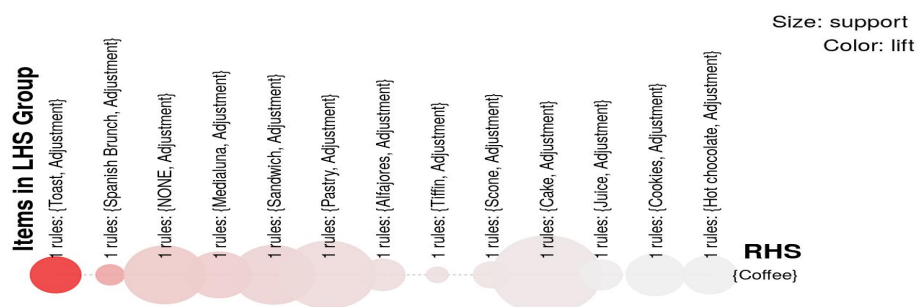 Size: support
Color: lift
Items in LHS Group
1 rules: {Toast, Adjustment}
1 rules: {Spanish Brunch, Adjustment}
1 rules: {NONE, Adjustment}
1 rules: {Medialuna, Adjustment}
1 rules: {Sandwich, Adjustment}
1 rules: {Pastry, Adjustment}
1 rules: {Alfajores, Adjustment}
1 rules: {Tiffin, Adjustment}
1 rules: {Scone, Adjustment}
1 rules: {Cake, Adjustment}
1 rules: {Juice, Adjustment}
1 rules: {Cookies, Adjustment}
1 rules: {Hot chocolate, Adjustment}
RHS
{Coffee}